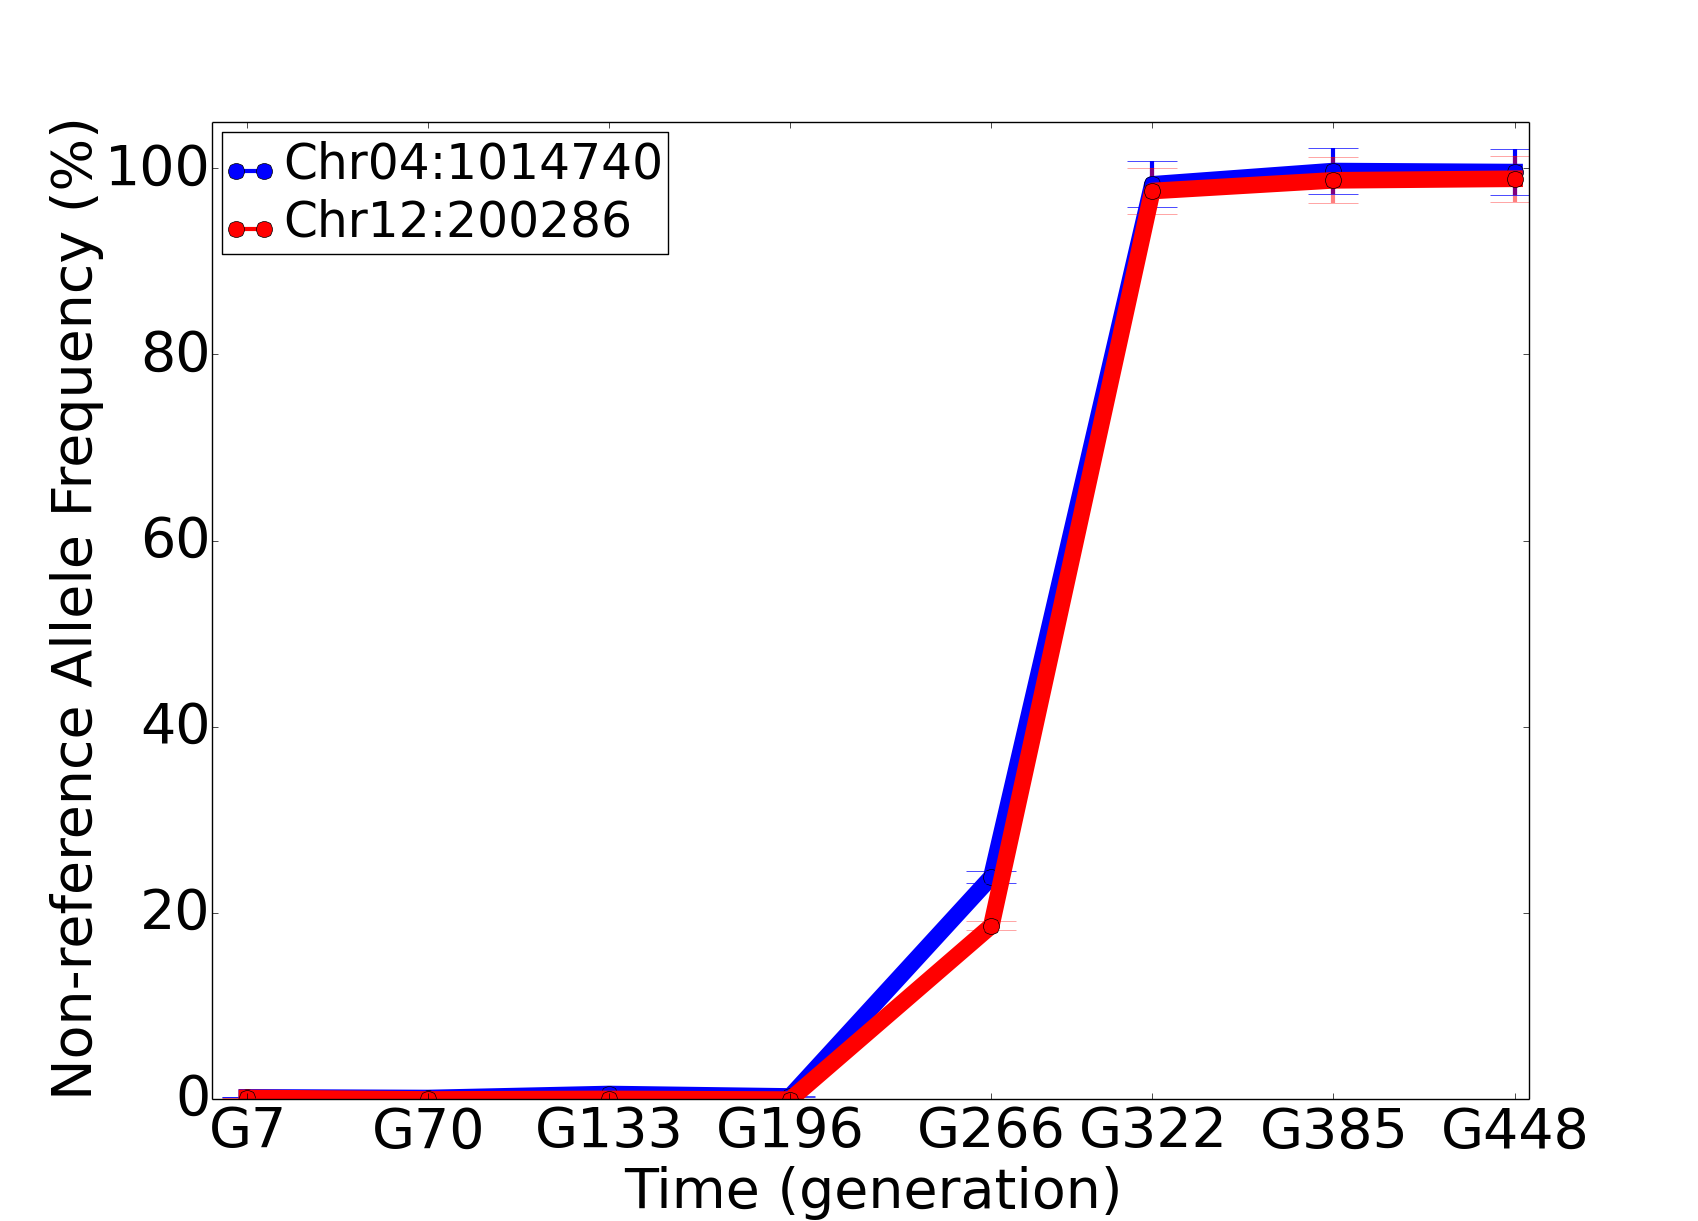 Chr04:1014740
Chr12:200286
Non-reference Allele Frequency (%)
100
80
60
40
20
0
G7 G70 G133 G196 G266 G322 G385 G448
Time (generation)